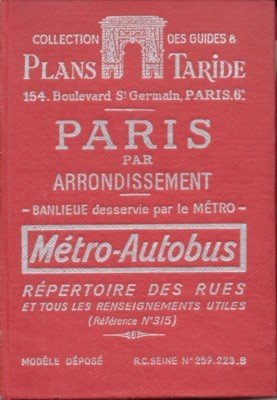 COLLECTION DES GUIDES &
PLANS TARIDE
154. Boulevard St Germain, PARIS. 6e
PARIS
PAR
ARRONDISSEMENT
- BANLIEUE desservie par le MÉTRO -
Métro-Autobus
RÉPERTOIRE DES RUES
ET TOUS LES RENSEIGNEMENTS UTILES
(Référence N°315)
MODÈLE DÉPOSÉ R.C. SEINE N° 259.223_B